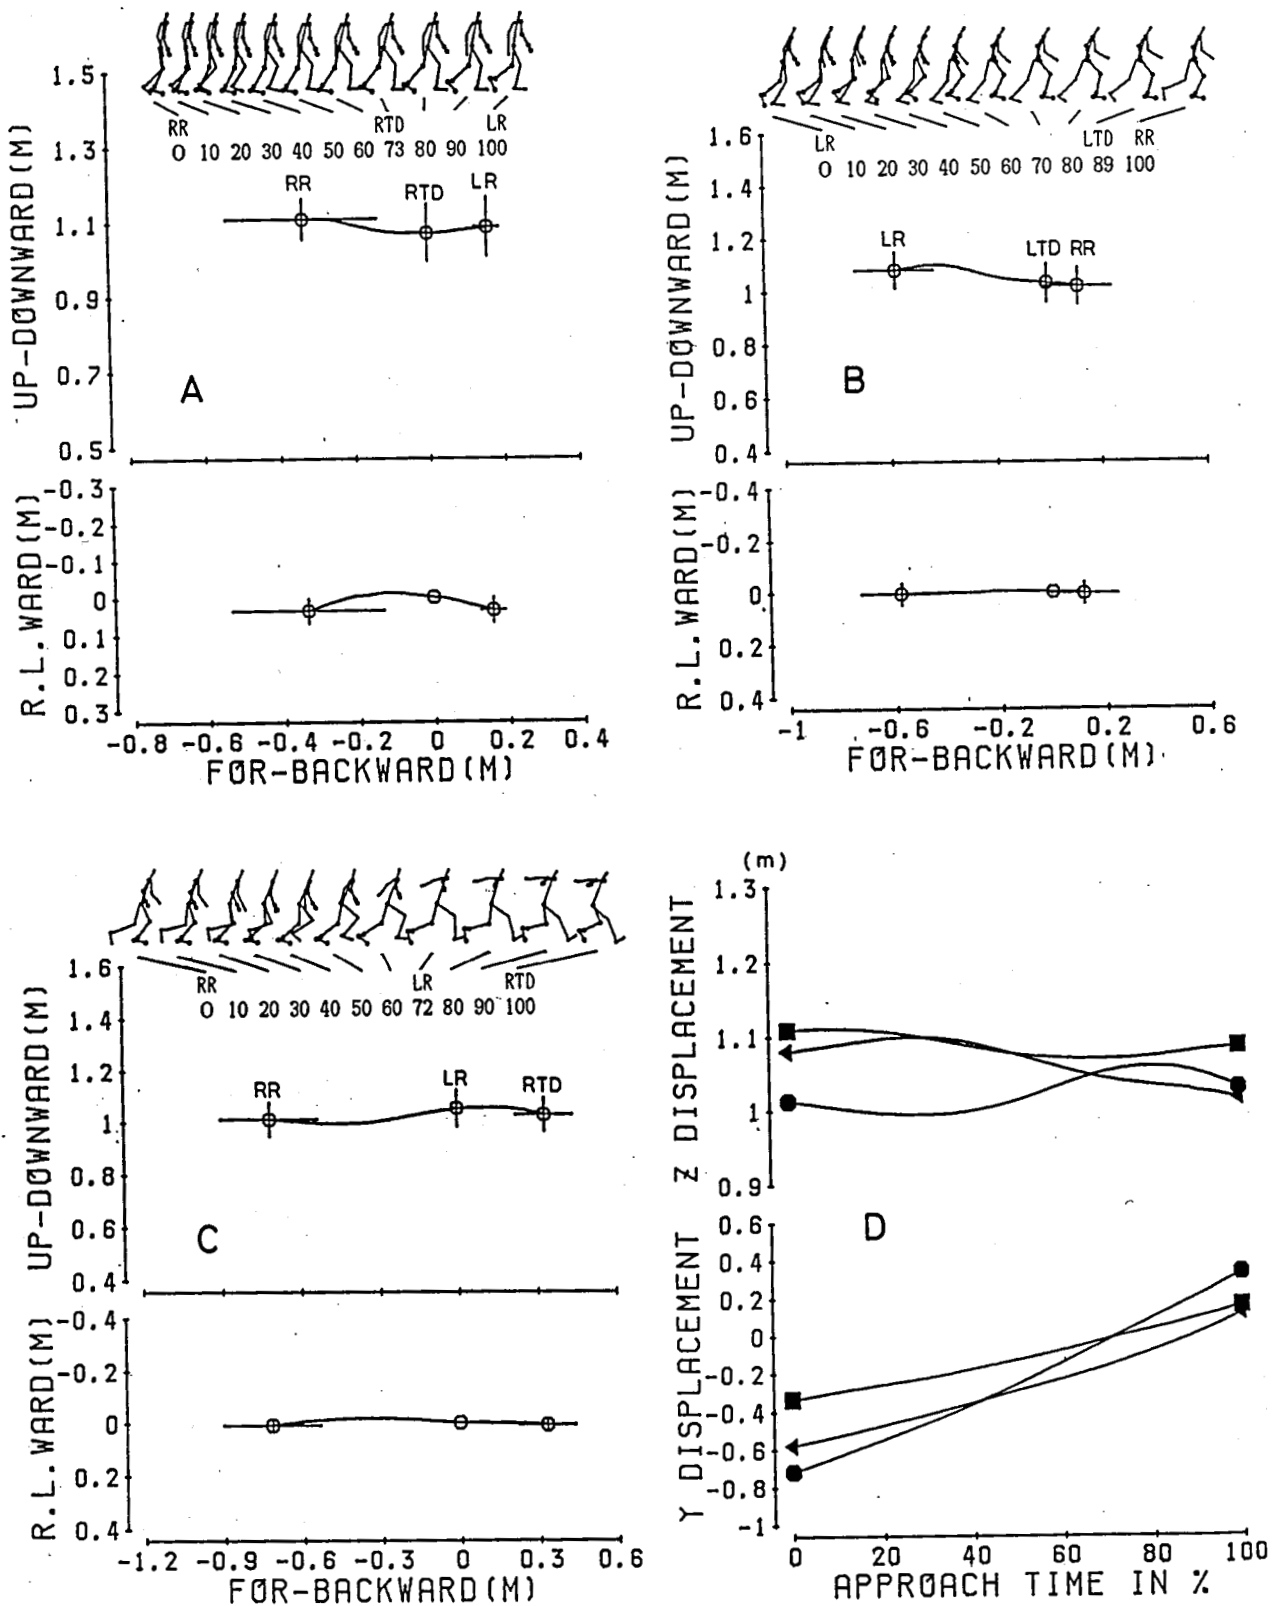 RR RTD LR
0 10 20 30 40 50 60 73 80 90 100
1.5
1.3
1.1
0.9
0.7
0.5
UP-DØWNWARD(M)
RR RTD LR
A
-0.3
-0.2
-0.1
0
0.1
0.2
0.3
R.L.WARD(M)
-0.8 -0.6 -0.4 -0.2 0 0.2 0.4
FØR-BACKWARD(M)
LR LTD RR
0 10 20 30 40 50 60 70 80 89 100
1.6
1.4
1.2
1
0.8
0.6
0.4
UP-DØWNWARD(M)
LR LTD RR
B
-0.4
-0.2
0
0.2
0.4
R.L.WARD(M)
-1 -0.6 -0.2 0.2 0.6
FØR-BACKWARD(M)
RR LR RTD
0 10 20 30 40 50 60 72 80 90 100
1.6
1.4
1.2
1
0.8
0.6
0.4
UP-DØWNWARD(M)
RR LR RTD
C
-0.4
-0.2
0
0.2
0.4
R.L.WARD(M)
-1.2 -0.9 -0.6 -0.3 0 0.3 0.6
FØR-BACKWARD(M)
(m)
1.3
1.2
1.1
1
0.9
Z DISPLACEMENT
D
0.6
0.4
0.2
0
-0.2
-0.4
-0.6
-0.8
-1
Y DISPLACEMENT
0 20 40 60 80 100
APPRØACH TIME IN %